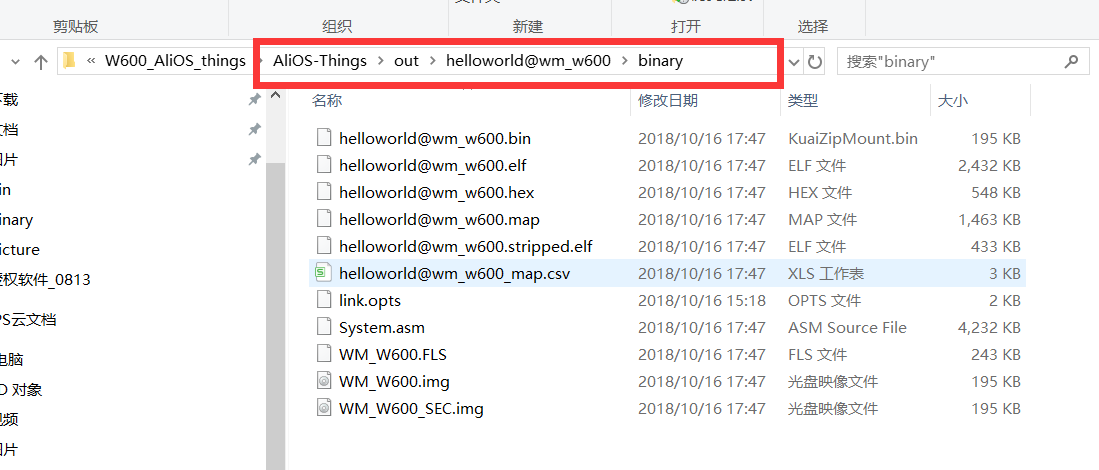 剪贴板 组织 新建 打开 选择
« W600_AliOS_things > AliOS-Things > out > helloworld@wm_w600 > binary 搜索"binary"
名称 修改日期 类型 大小
下载
文档
图片
in
inary
icture
授权软件_0813
PS云文档
电脑
D 对象
视频
图片
helloworld@wm_w600.bin 2018/10/16 17:47 KuaiZipMount.bin 195 KB
helloworld@wm_w600.elf 2018/10/16 17:47 ELF 文件 2,432 KB
helloworld@wm_w600.hex 2018/10/16 17:47 HEX 文件 548 KB
helloworld@wm_w600.map 2018/10/16 17:47 MAP 文件 1,463 KB
helloworld@wm_w600.stripped.elf 2018/10/16 17:47 ELF 文件 433 KB
helloworld@wm_w600_map.csv 2018/10/16 17:47 XLS 工作表 3 KB
link.opts 2018/10/16 15:18 OPTS 文件 2 KB
System.asm 2018/10/16 17:47 ASM Source File 4,232 KB
WM_W600.FLS 2018/10/16 17:47 FLS 文件 243 KB
WM_W600.img 2018/10/16 17:47 光盘映像文件 195 KB
WM_W600_SEC.img 2018/10/16 17:47 光盘映像文件 195 KB